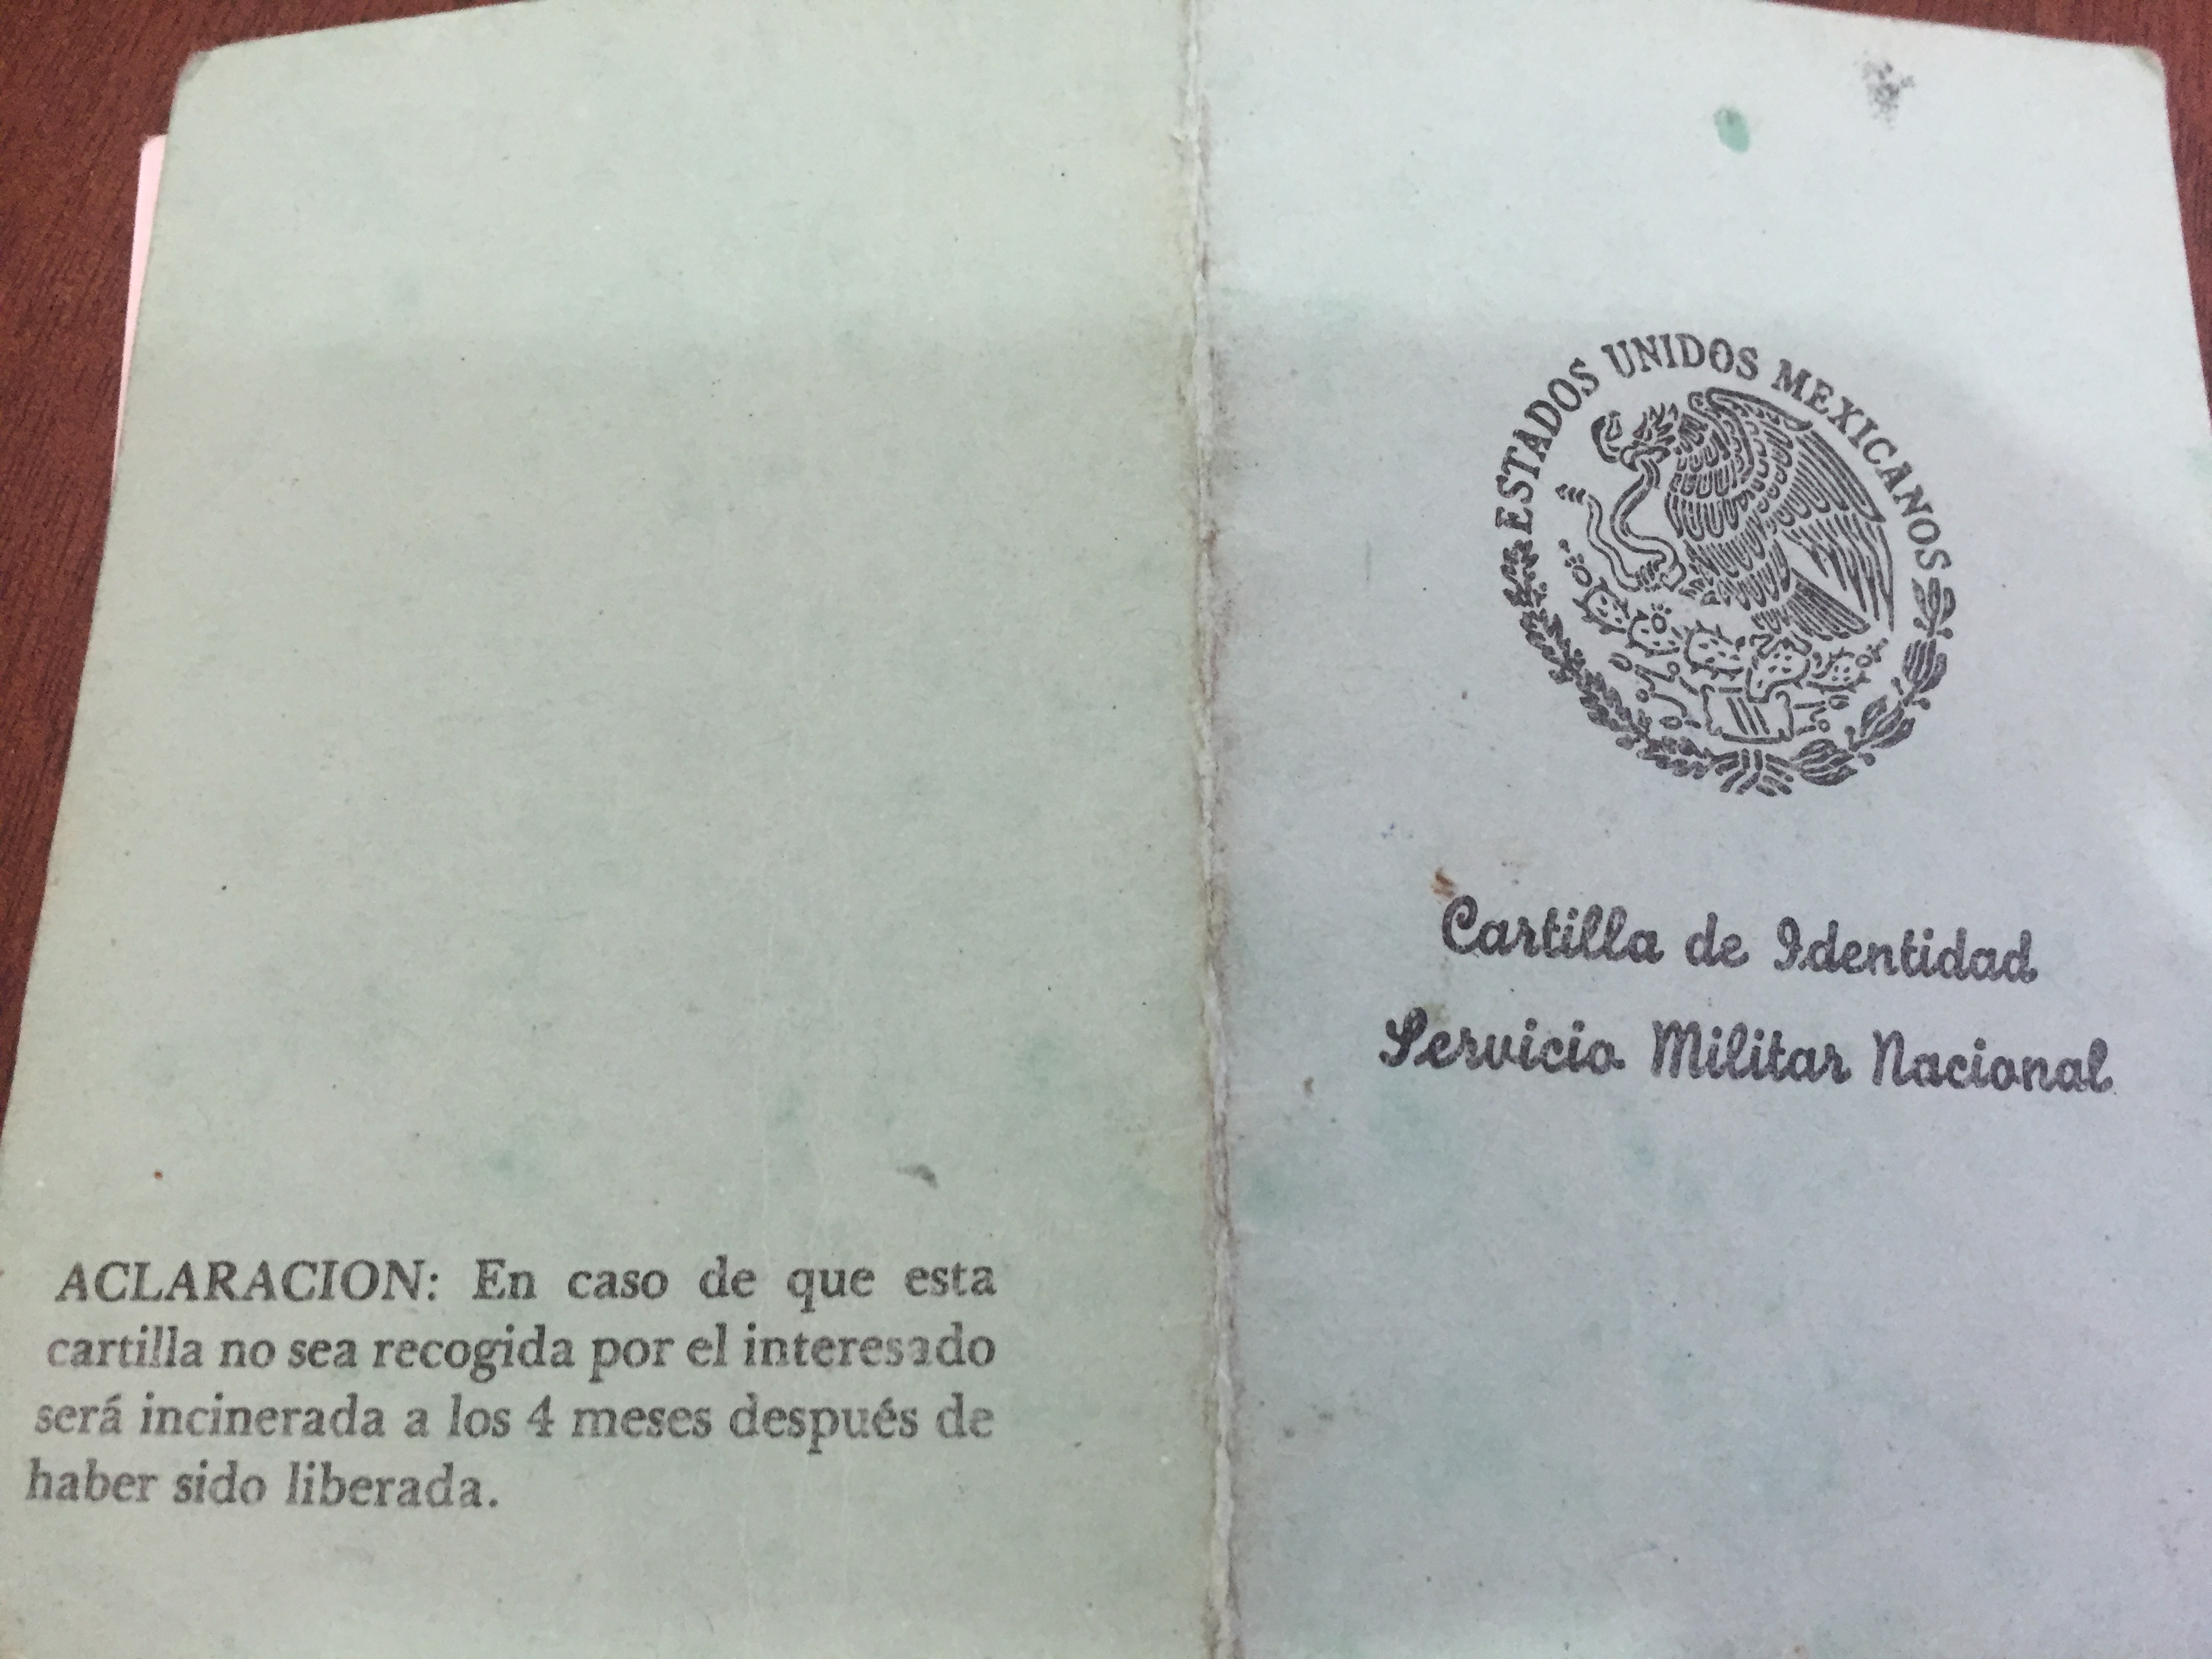 ACLARACION: En caso de que esta
cartilla no sea recogida por el interesado
será incinerada a los 4 meses después de
haber sido liberada.
ESTADOS UNIDOS MEXICANOS
Cartilla de Identidad
Servicio Militar Nacional